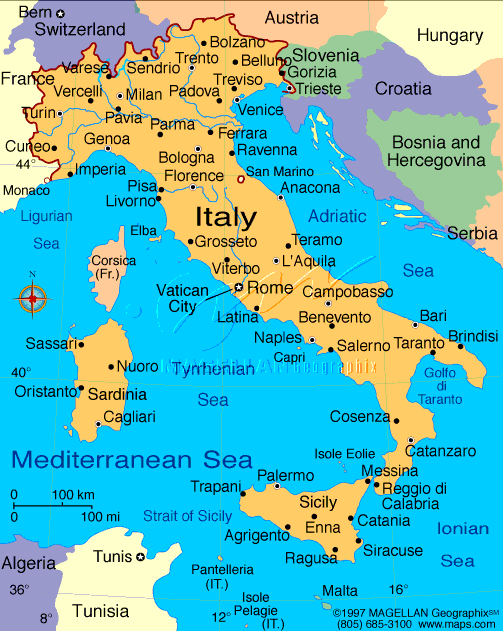 Bern
Switzerland
Austria
Hungary
Bolzano
Slovenia
Trento
Belluno
Sendrio
Gorizia
France
Varese
Treviso
Trieste
Croatia
Vercelli
Milan
Padova
Venice
Turin
Pavia
Parma
Ferrara
Bosnia and
Hercegovina
Cuneo
Genoa
44°
Bologna
Ravenna
Imperia
Florence
San Marino
Monaco
Pisa
Anacona
Livorno
Ligurian
Sea
Italy
Adriatic
Sea
Serbia
Elba
Grosseto
Teramo
Corsica
(Fr.)
Viterbo
L'Aquila
N
Vatican
City
Rome
Campobasso
Latina
Benevento
Bari
Sassari
Naples
Capri
Salerno
Taranto
Brindisi
Nuoro
Tyrrhenian
Sea
Golfo
di
Taranto
40°
Oristanto
Sardinia
Cagliari
Cosenza
Catanzaro
Mediterranean Sea
Isole Eolie
Messina
Palermo
Trapani
Reggio di
Calabria
0 100 km
0 100 mi
Sicily
Strait of Sicily
Enna
Catania
Ionian
Sea
Agrigento
Siracuse
Ragusa
Algeria
Tunis
36°
Pantelleria
(IT.)
Malta
16°
8°
Tunisia
12°
Isole
Pelagie
(IT.)
©1997 MAGELLAN Geographix℠
(805) 685-3100 www.maps.com